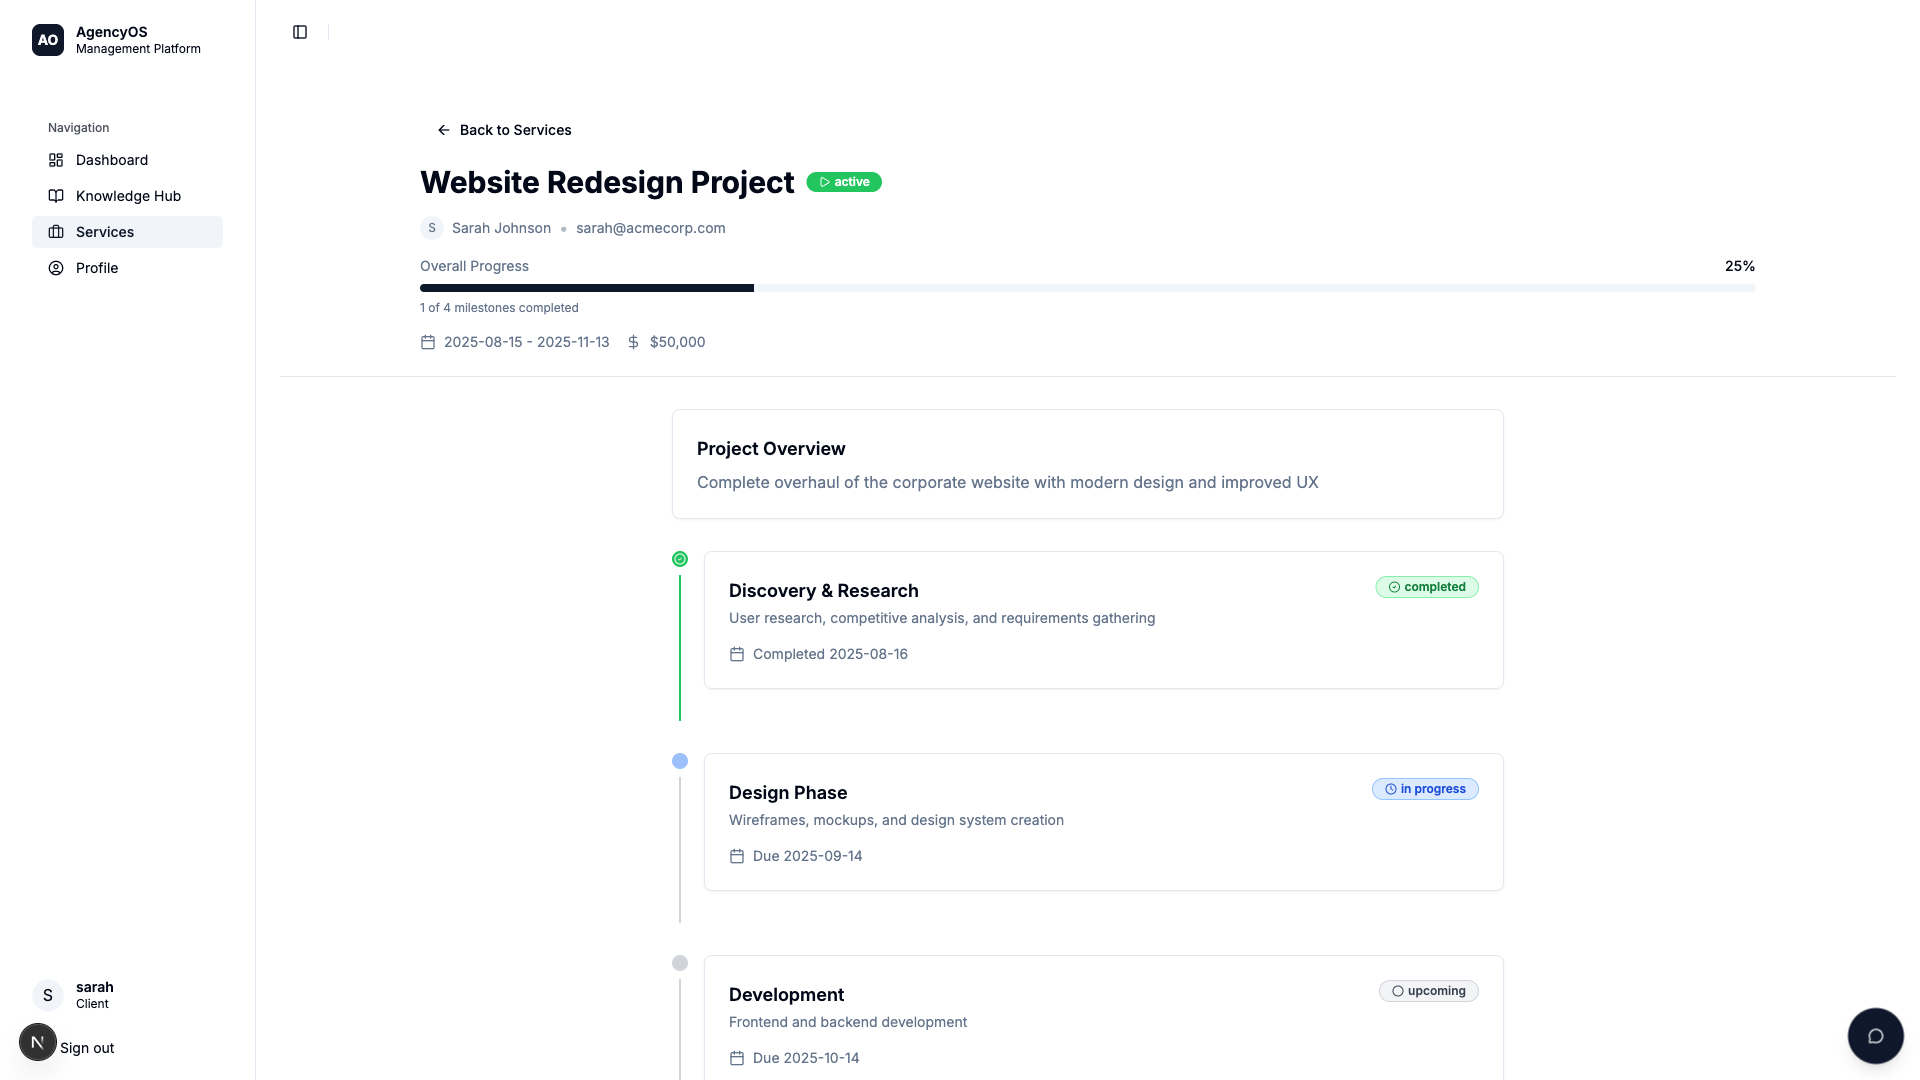 AO
AgencyOS
Management Platform
Navigation
Dashboard
Knowledge Hub
Services
Profile
S
sarah
Client
N
Sign out
Back to Services
Website Redesign Project
active
S Sarah Johnson • sarah@acmecorp.com
Overall Progress 25%
1 of 4 milestones completed
2025-08-15 - 2025-11-13 $50,000
Project Overview
Complete overhaul of the corporate website with modern design and improved UX
Discovery & Research
completed
User research, competitive analysis, and requirements gathering
Completed 2025-08-16
Design Phase
in progress
Wireframes, mockups, and design system creation
Due 2025-09-14
Development
upcoming
Frontend and backend development
Due 2025-10-14